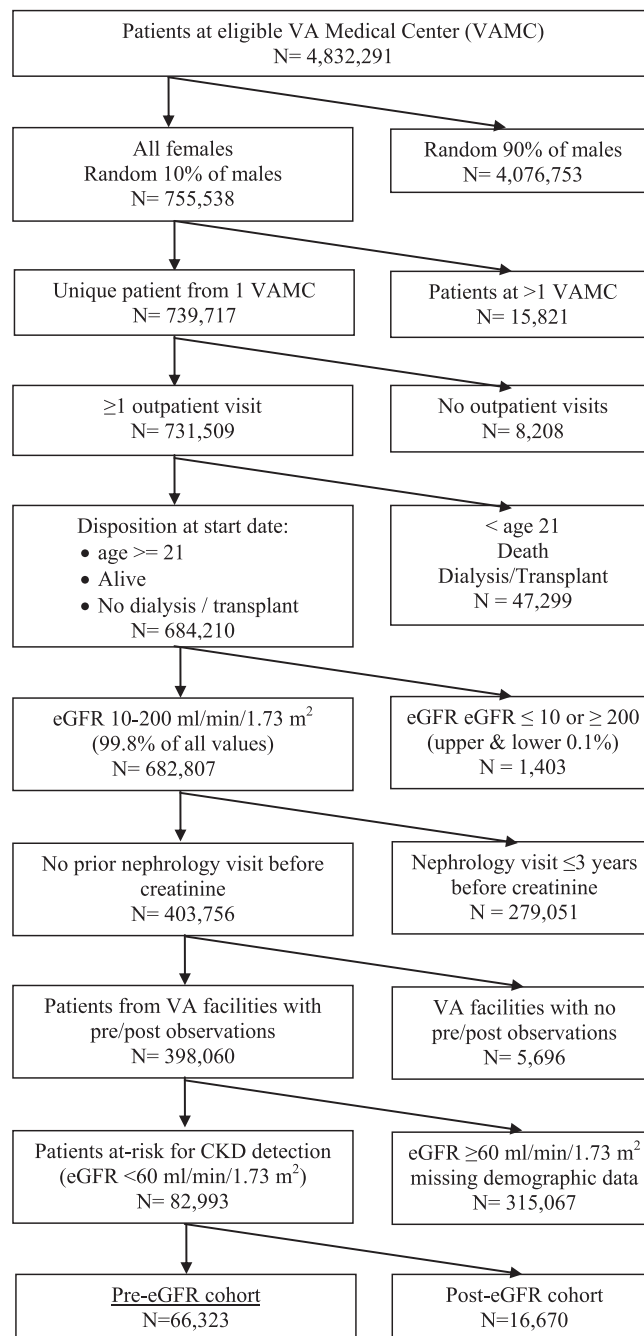 Patients at eligible VA Medical Center (VAMC)
N= 4,832,291
All females
Random 10% of males
N= 755,538
Random 90% of males
N= 4,076,753
Unique patient from 1 VAMC
N= 739,717
Patients at >1 VAMC
N= 15,821
≥1 outpatient visit
N= 731,509
No outpatient visits
N= 8,208
Disposition at start date:
• age >= 21
• Alive
• No dialysis / transplant
N= 684,210
< age 21
Death
Dialysis/Transplant
N = 47,299
eGFR 10-200 ml/min/1.73 m²
(99.8% of all values)
N= 682,807
eGFR eGFR ≤ 10 or ≥ 200
(upper & lower 0.1%)
N = 1,403
No prior nephrology visit before
creatinine
N= 403,756
Nephrology visit ≤3 years
before creatinine
N = 279,051
Patients from VA facilities with
pre/post observations
N= 398,060
VA facilities with no
pre/post observations
N= 5,696
Patients at-risk for CKD detection
(eGFR <60 ml/min/1.73 m²)
N= 82,993
eGFR ≥60 ml/min/1.73 m²
missing demographic data
N= 315,067
Pre-eGFR cohort
N=66,323
Post-eGFR cohort
N=16,670